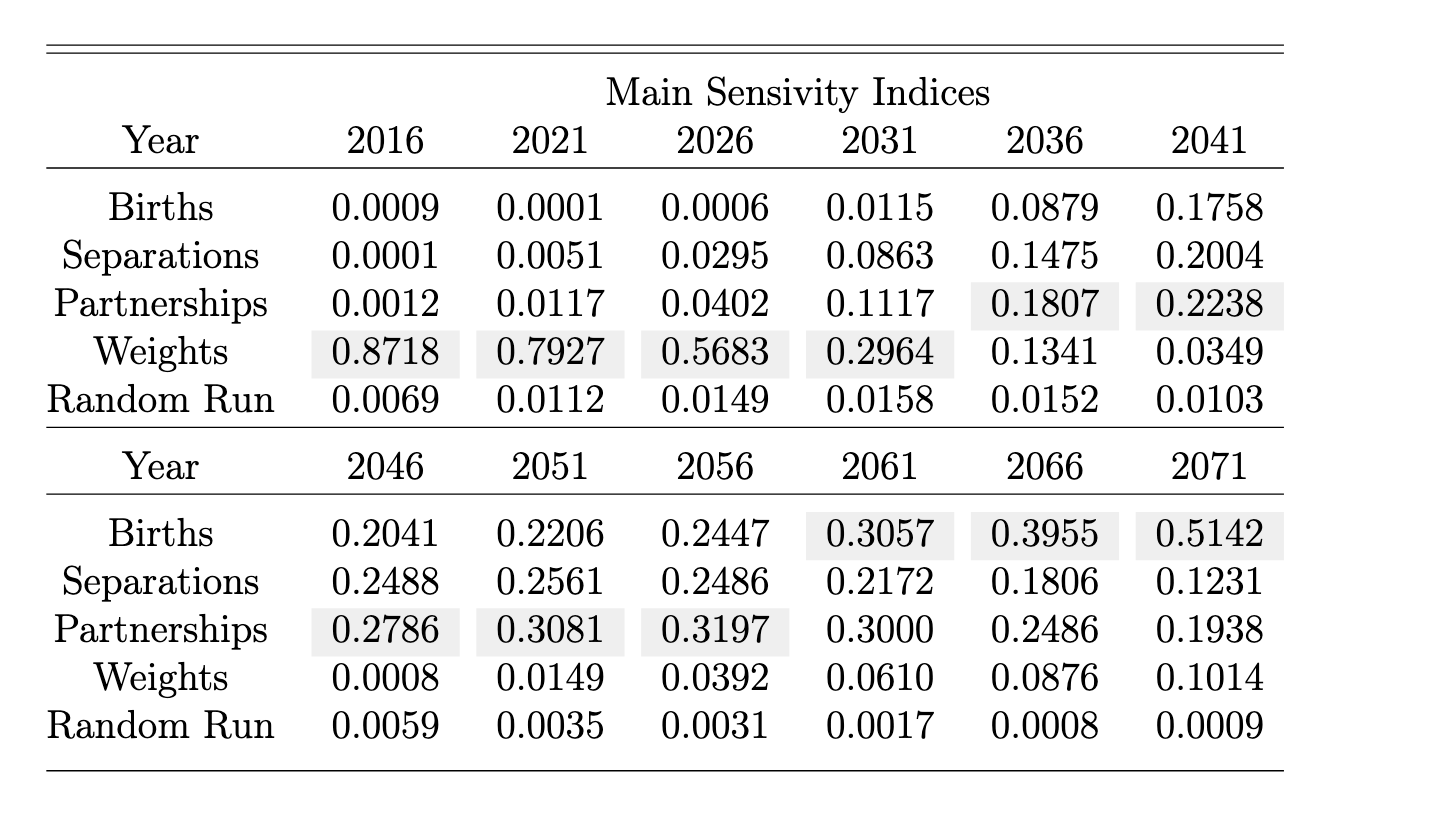 Main Sensivity Indices
Year 2016 2021 2026 2031 2036 2041
Births 0.0009 0.0001 0.0006 0.0115 0.0879 0.1758
Separations 0.0001 0.0051 0.0295 0.0863 0.1475 0.2004
Partnerships 0.0012 0.0117 0.0402 0.1117 0.1807 0.2238
Weights 0.8718 0.7927 0.5683 0.2964 0.1341 0.0349
Random Run 0.0069 0.0112 0.0149 0.0158 0.0152 0.0103
Year 2046 2051 2056 2061 2066 2071
Births 0.2041 0.2206 0.2447 0.3057 0.3955 0.5142
Separations 0.2488 0.2561 0.2486 0.2172 0.1806 0.1231
Partnerships 0.2786 0.3081 0.3197 0.3000 0.2486 0.1938
Weights 0.0008 0.0149 0.0392 0.0610 0.0876 0.1014
Random Run 0.0059 0.0035 0.0031 0.0017 0.0008 0.0009